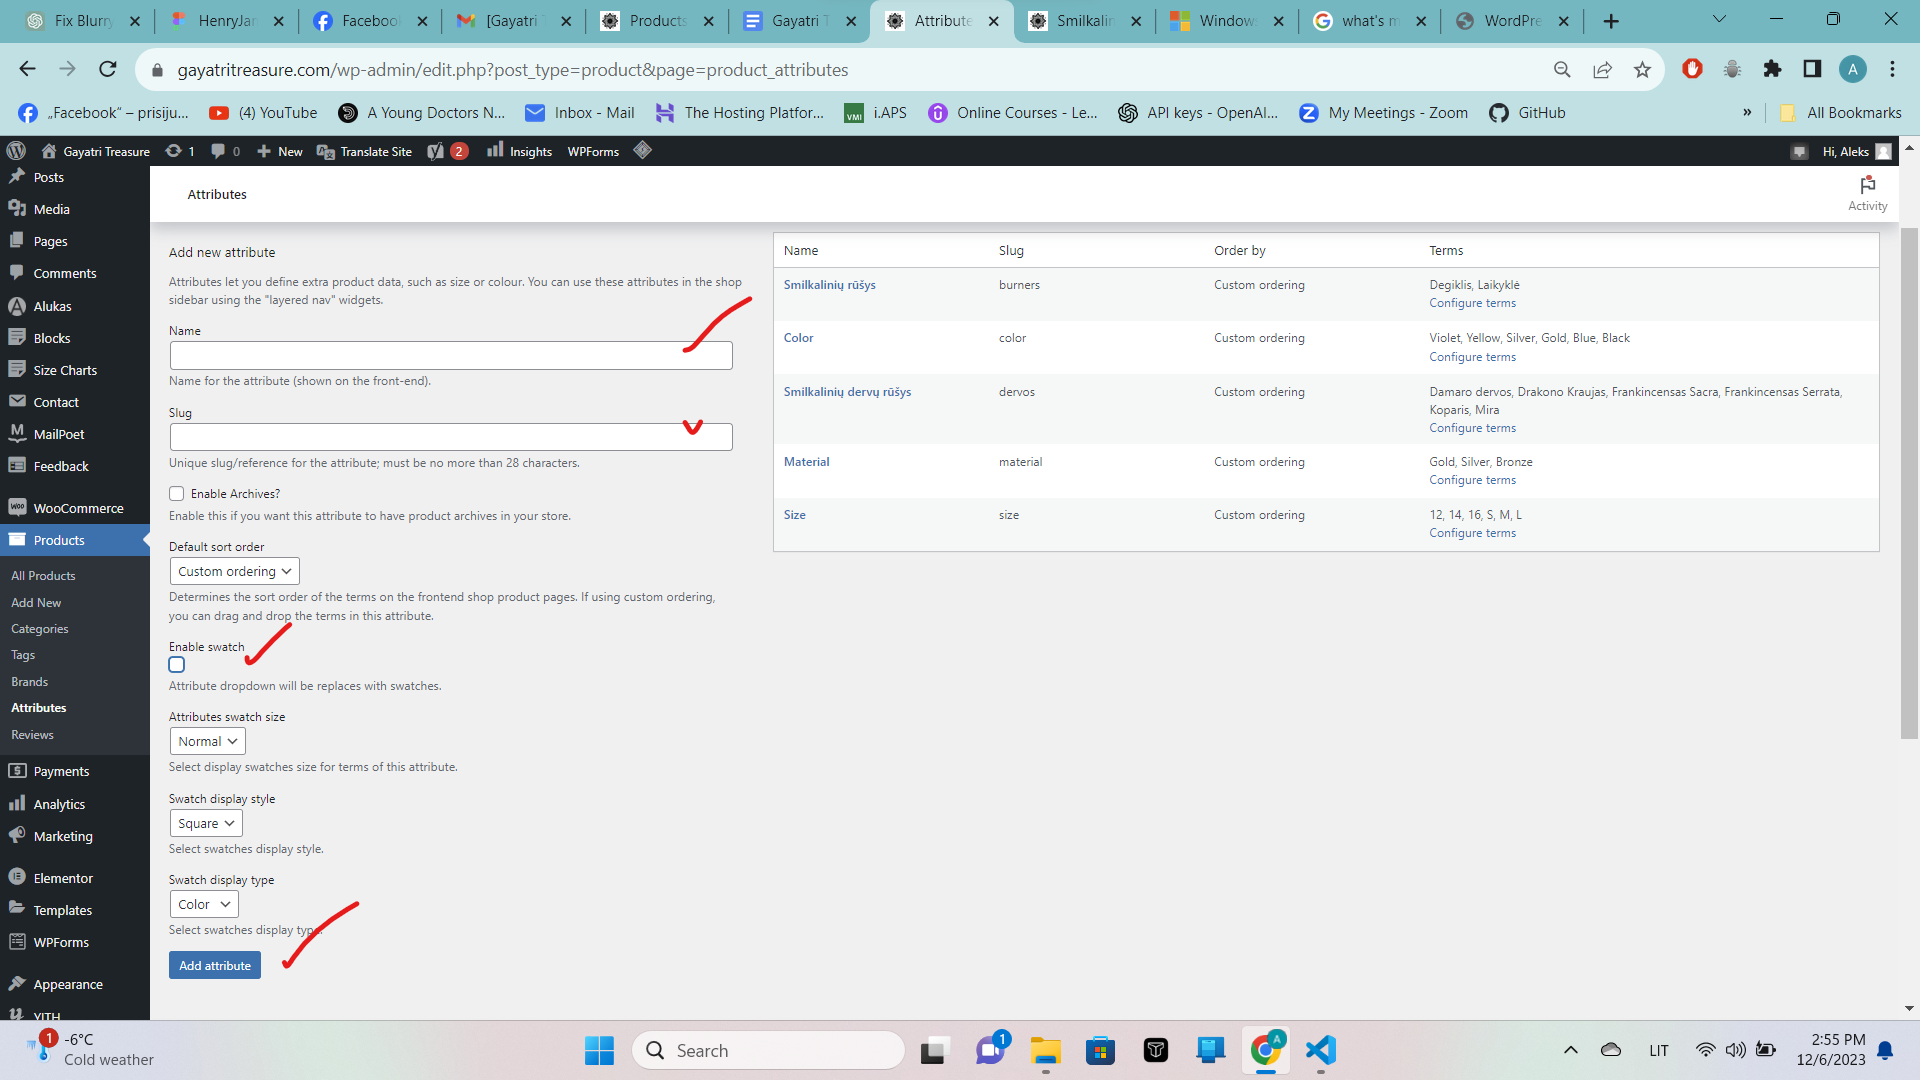 Fix Blurry
HenryJar
Facebook
[Gayatri T
Products
Gayatri T
Attribute
Smilkalin
Window
what's m
WordPre
gayatritreasure.com/wp-admin/edit.php?post_type=product&page=product_attributes
A
„Facebook“ – prisiju...
(4) YouTube
A Young Doctors N...
Inbox - Mail
The Hosting Platfor...
VMI
i.APS
Online Courses - Le...
API keys - OpenAI...
My Meetings - Zoom
GitHub
»
All Bookmarks
Gayatri Treasure
1
0
New
Translate Site
2
Insights
WPForms
Hi, Aleks
Posts
Media
Pages
Comments
Alukas
Blocks
Size Charts
Contact
MailPoet
Feedback
WooCommerce
Products
All Products
Add New
Categories
Tags
Brands
Attributes
Reviews
Payments
Analytics
Marketing
Elementor
Templates
WPForms
Appearance
YITH
Attributes
Activity
Add new attribute
Attributes let you define extra product data, such as size or colour. You can use these attributes in the shop
sidebar using the "layered nav" widgets.
Name
Name for the attribute (shown on the front-end).
Slug
Unique slug/reference for the attribute; must be no more than 28 characters.
Enable Archives?
Enable this if you want this attribute to have product archives in your store.
Default sort order
Custom ordering
Determines the sort order of the terms on the frontend shop product pages. If using custom ordering,
you can drag and drop the terms in this attribute.
Enable swatch
Attribute dropdown will be replaces with swatches.
Attributes swatch size
Normal
Select display swatches size for terms of this attribute.
Swatch display style
Square
Select swatches display style.
Swatch display type
Color
Select swatches display type.
Add attribute
Name Slug Order by Terms
Smilkalinių rūšys burners Custom ordering Degiklis, Laikyklė
Configure terms
Color color Custom ordering Violet, Yellow, Silver, Gold, Blue, Black
Configure terms
Smilkalinių dervų rūšys dervos Custom ordering Damaro dervos, Drakono Kraujas, Frankincensas Sacra, Frankincensas Serrata,
Koparis, Mira
Configure terms
Material material Custom ordering Gold, Silver, Bronze
Configure terms
Size size Custom ordering 12, 14, 16, S, M, L
Configure terms
1
-6°C
Cold weather
Search
1
A
LIT
2:55 PM
12/6/2023